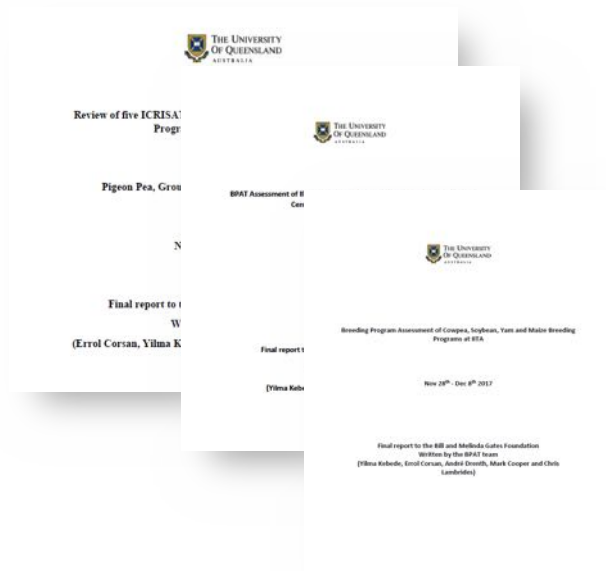 THE UNIVERSITY
OF QUEENSLAND
AUSTRALIA
Review of five ICRISAT
Progr
Pigeon Pea, Grou
N
Final report to t
W
(Errol Corsan, Yilma K
THE UNIVERSITY
OF QUEENSLAND
AUSTRALIA
BPAT Assessment of II
Cen
Final report t
(Yilma Kebe
THE UNIVERSITY
OF QUEENSLAND
AUSTRALIA
Breeding Program Assessment of Cowpea, Soybean, Yam and Maize Breeding
Programs at IITA
Nov 28th - Dec 8th 2017
Final report to the Bill and Melinda Gates Foundation
Written by the BPAT team
(Yilma Kebede, Errol Corsan, André Drenth, Mark Cooper and Chris
Lambrides)